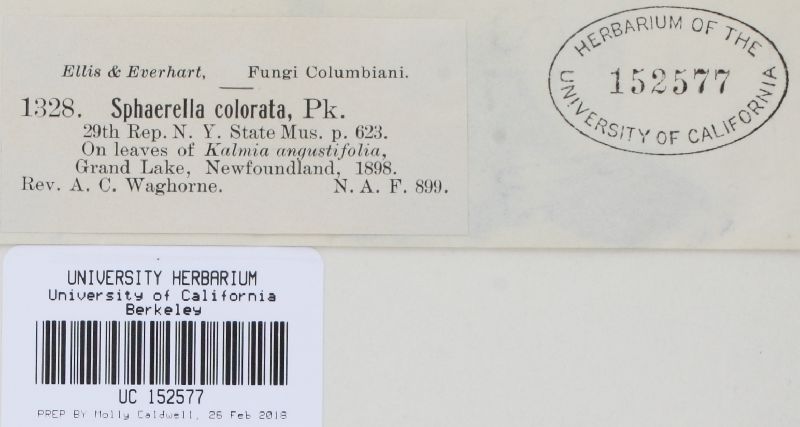 Ellis & Everhart, Fungi Columbiani.
1328. Sphaerella colorata, Pk.
29th Rep. N. Y. State Mus. p. 623.
On leaves of Kalmia angustifolia,
Grand Lake, Newfoundland, 1898.
Rev. A. C. Waghorne. N. A. F. 899.
HERBARIUM OF THE
152577
UNIVERSITY OF CALIFORNIA
UNIVERSITY HERBARIUM
University of California
Berkeley
UC 152577
PREP BY Molly Caldwell, 26 Feb 2018